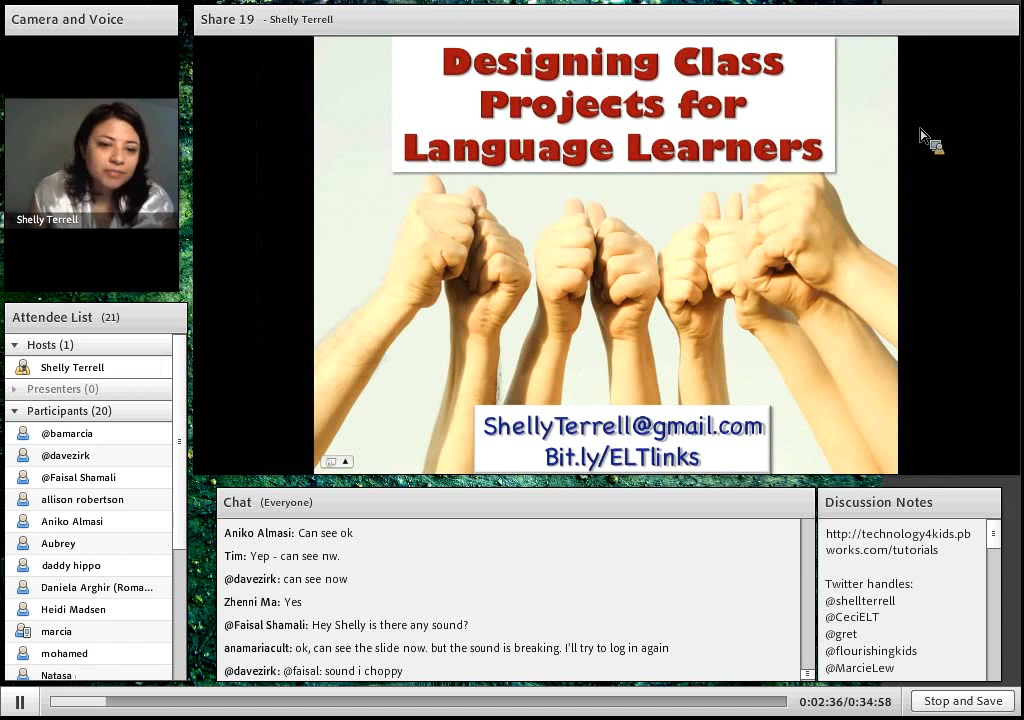 Camera and Voice
Shelly Terrell
Attendee List (21)
Hosts (1)
Shelly Terrell
Presenters (0)
Participants (20)
@bamarcia
@davezirk
@Faisal Shamali
allison robertson
Aniko Almasi
Aubrey
daddy hippo
Daniela Arghir (Roma...
Heidi Madsen
marcia
mohamed
Natasa
Share 19 - Shelly Terrell
Designing Class
Projects for
Language Learners
ShellyTerrell@gmail.com
Bit.ly/ELTlinks
Chat (Everyone)
Aniko Almasi: Can see ok
Tim: Yep - can see nw.
@davezirk: can see now
Zhenni Ma: Yes
@Faisal Shamali: Hey Shelly is there any sound?
anamariacult: ok, can see the slide now. but the sound is breaking. I'll try to log in again
@davezirk: @faisal: sound i choppy
Discussion Notes
http://technology4kids.pb
works.com/tutorials
Twitter handles:
@shellterrell
@CeciELT
@gret
@flourishingkids
@MarcieLew
0:02:36/0:34:58
Stop and Save